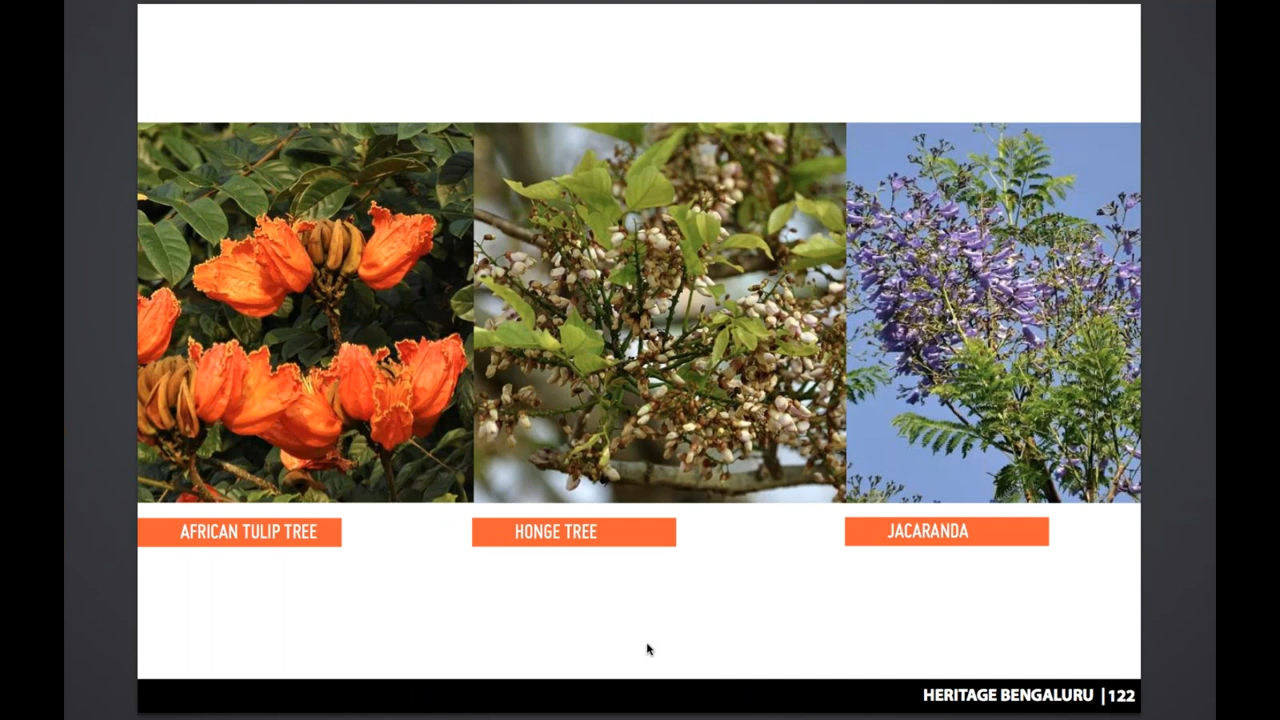 AFRICAN TULIP TREE
HONGE TREE
JACARANDA
HERITAGE BENGALURU | 122